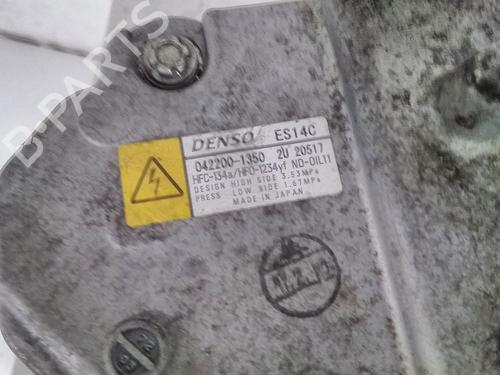 B-PARTS
DENSO ES14C
042200-1350 2U 20517
HFC-134a/HFO-1234yf ND-OIL11
DESIGN HIGH SIDE 3.53MPa
PRESS LOW SIDE 1.67MPa
MADE IN JAPAN